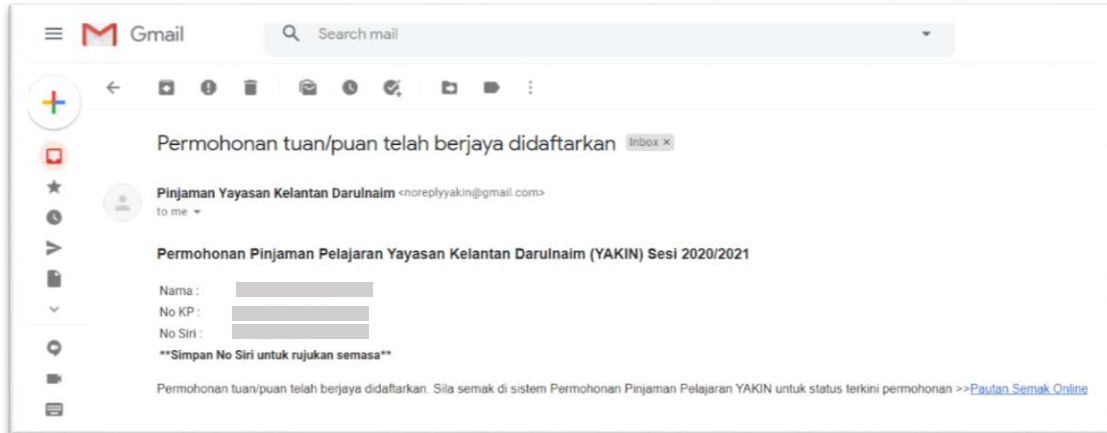 Gmail
Search mail
Permohonan tuan/puan telah berjaya didaftarkan Inbox ×
Pinjaman Yayasan Kelantan Darulnaim <noreplyyakin@gmail.com>
to me
Permohonan Pinjaman Pelajaran Yayasan Kelantan Darulnaim (YAKIN) Sesi 2020/2021
Nama :
No KP :
No Siri :
**Simpan No Siri untuk rujukan semasa**
Permohonan tuan/puan telah berjaya didaftarkan. Sila semak di sistem Permohonan Pinjaman Pelajaran YAKIN untuk status terkini permohonan >>Pautan Semak Online